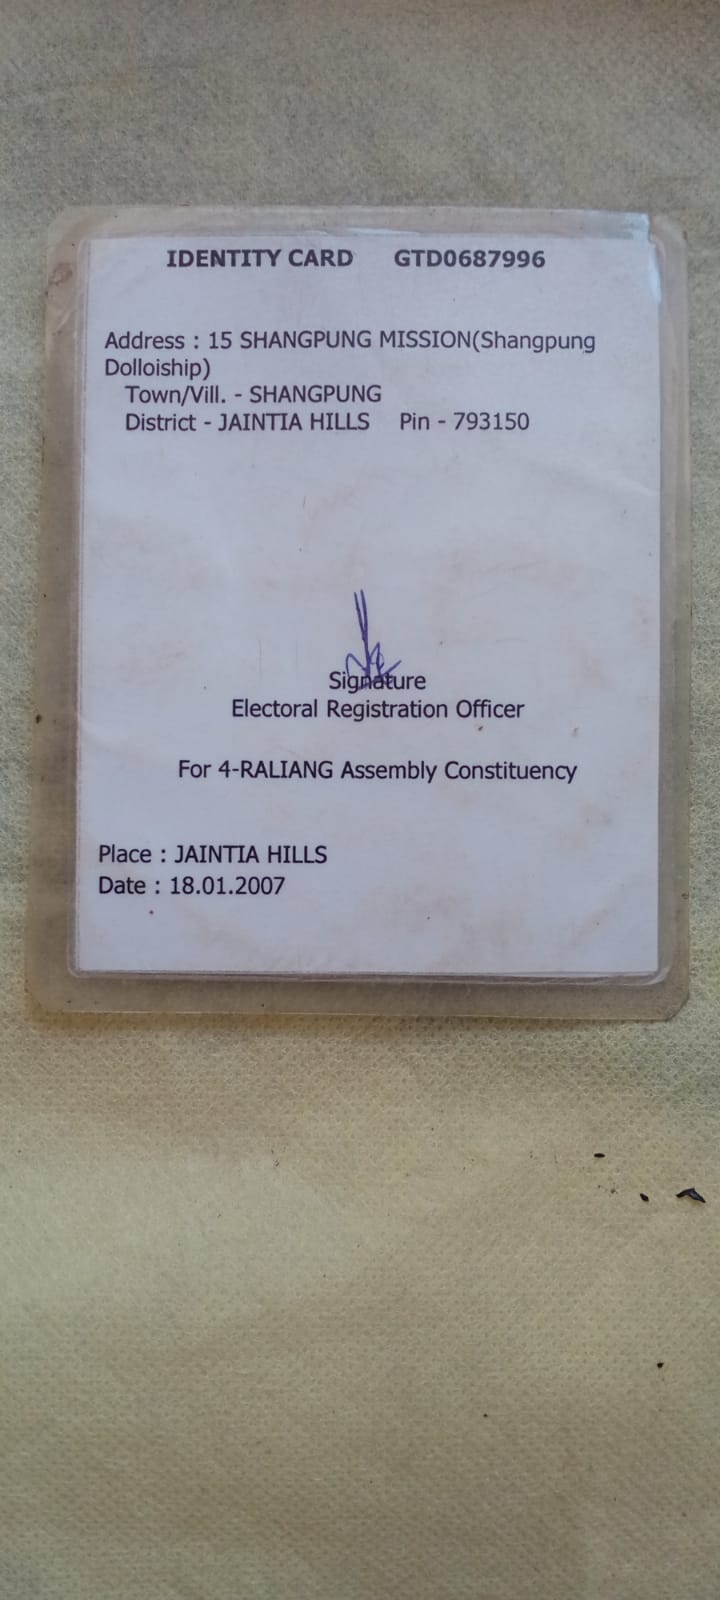 IDENTITY CARD GTD0687996
Address : 15 SHANGPUNG MISSION(Shangpung
Dolloiship)
Town/Vill. - SHANGPUNG
District - JAINTIA HILLS Pin - 793150
Signature
Electoral Registration Officer
For 4-RALIANG Assembly Constituency
Place : JAINTIA HILLS
Date : 18.01.2007